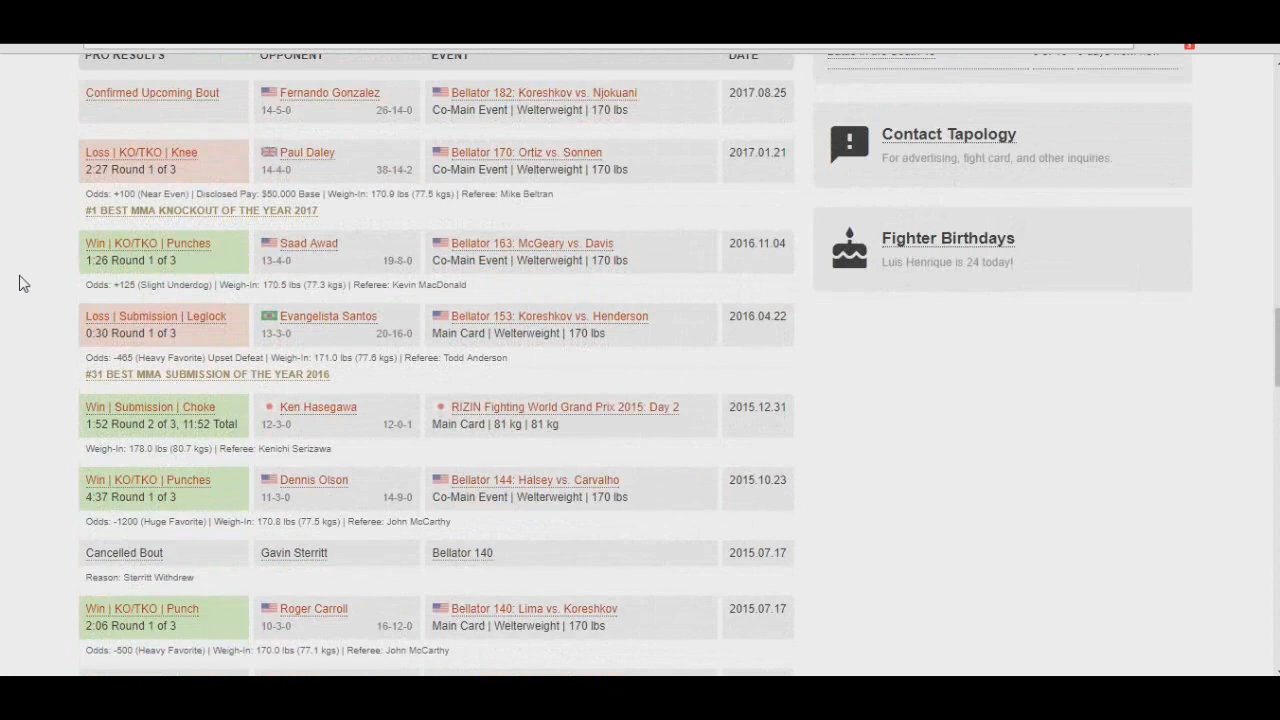 PRO RESULTS OPPONENT EVENT DATE
Confirmed Upcoming Bout Fernando Gonzalez Bellator 182: Koreshkov vs. Njokuani 2017.08.25
14-5-0 26-14-0 Co-Main Event | Welterweight | 170 lbs
Loss | KO/TKO | Knee Paul Daley Bellator 170: Ortiz vs. Sonnen 2017.01.21
2:27 Round 1 of 3 14-4-0 38-14-2 Co-Main Event | Welterweight | 170 lbs
Odds: +100 (Near Even) | Disclosed Pay: $50,000 Base | Weigh-In: 170.9 lbs (77.5 kgs) | Referee: Mike Beltran
#1 BEST MMA KNOCKOUT OF THE YEAR 2017
Win | KO/TKO | Punches Saad Awad Bellator 163: McGeary vs. Davis 2016.11.04
1:26 Round 1 of 3 13-4-0 19-8-0 Co-Main Event | Welterweight | 170 lbs
Odds: +125 (Slight Underdog) | Weigh-In: 170.5 lbs (77.3 kgs) | Referee: Kevin MacDonald
Loss | Submission | Leglock Evangelista Santos Bellator 153: Koreshkov vs. Henderson 2016.04.22
0:30 Round 1 of 3 13-3-0 20-16-0 Main Card | Welterweight | 170 lbs
Odds: -465 (Heavy Favorite) Upset Defeat | Weigh-In: 171.0 lbs (77.6 kgs) | Referee: Todd Anderson
#31 BEST MMA SUBMISSION OF THE YEAR 2016
Win | Submission | Choke Ken Hasegawa RIZIN Fighting World Grand Prix 2015: Day 2 2015.12.31
1:52 Round 2 of 3, 11:52 Total 12-3-0 12-0-1 Main Card | 81 kg | 81 kg
Weigh-In: 178.0 lbs (80.7 kgs) | Referee: Kenichi Serizawa
Win | KO/TKO | Punches Dennis Olson Bellator 144: Halsey vs. Carvalho 2015.10.23
4:37 Round 1 of 3 11-3-0 14-9-0 Co-Main Event | Welterweight | 170 lbs
Odds: -1200 (Huge Favorite) | Weigh-In: 170.8 lbs (77.5 kgs) | Referee: John McCarthy
Cancelled Bout Gavin Sterritt Bellator 140 2015.07.17
Reason: Sterritt Withdrew
Win | KO/TKO | Punch Roger Carroll Bellator 140: Lima vs. Koreshkov 2015.07.17
2:06 Round 1 of 3 10-3-0 16-12-0 Main Card | Welterweight | 170 lbs
Odds: -500 (Heavy Favorite) | Weigh-In: 170.0 lbs (77.1 kgs) | Referee: John McCarthy
Contact Tapology
For advertising, fight card, and other inquiries.
Fighter Birthdays
Luis Henrique is 24 today!